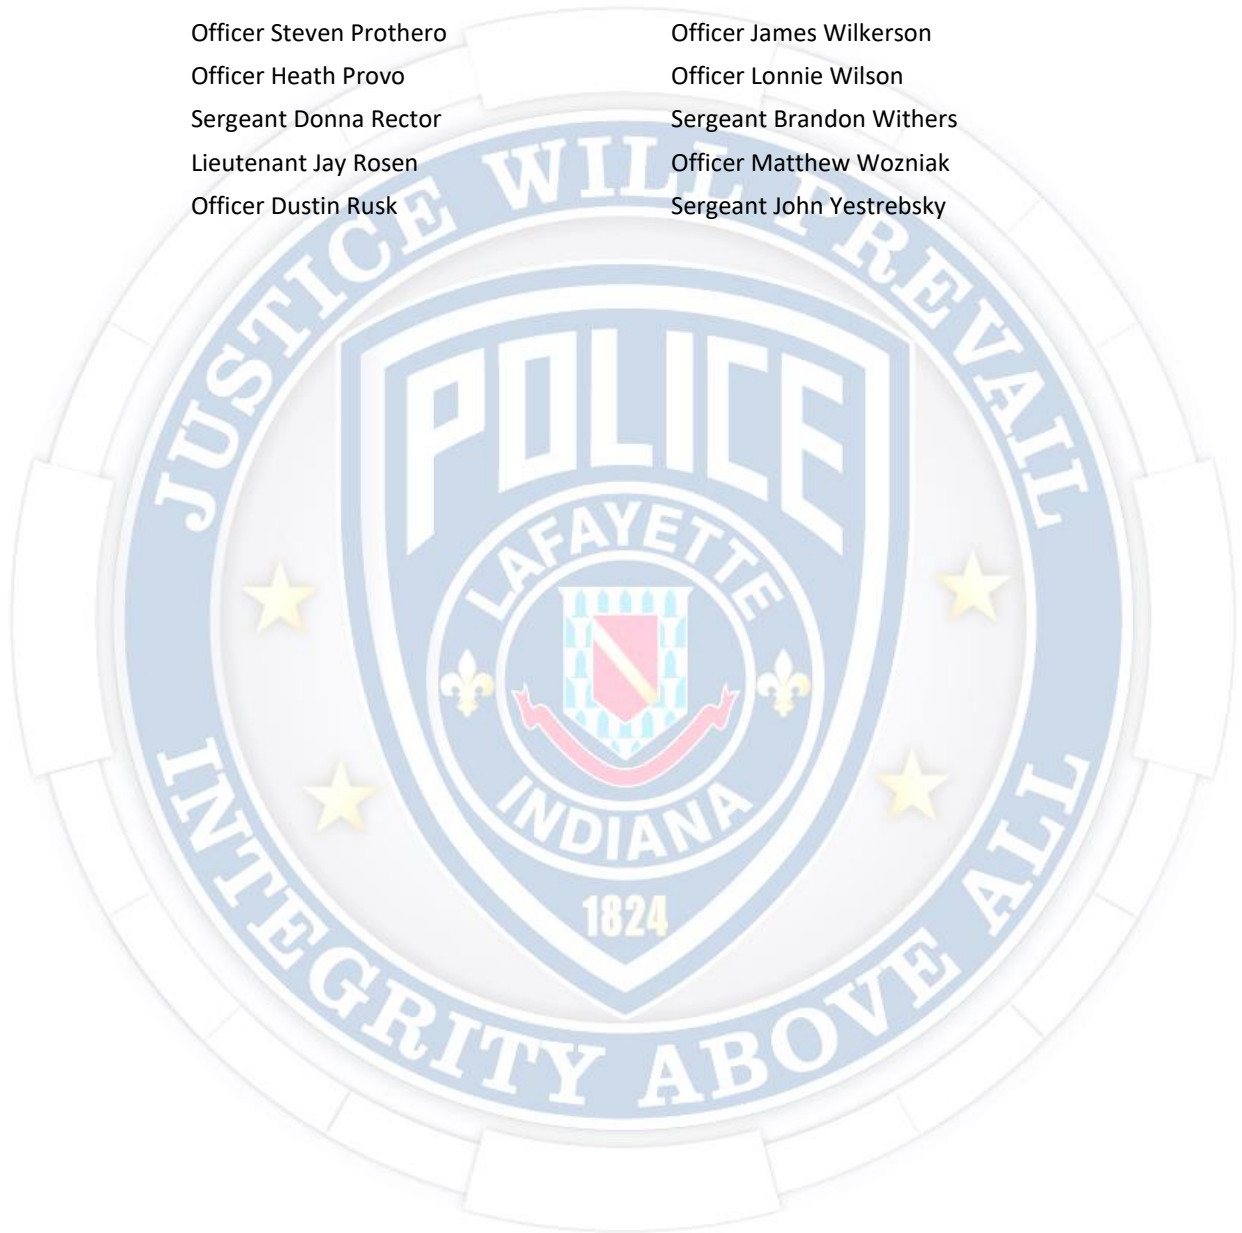 Officer Steven Prothero
Officer Heath Provo
Sergeant Donna Rector
Lieutenant Jay Rosen
Officer Dustin Rusk
Officer James Wilkerson
Officer Lonnie Wilson
Sergeant Brandon Withers
Officer Matthew Wozniak
Sergeant John Yestrebsky
JUSTICE WILL PREVAIL
POLICE
LAFAYETTE
INDIANA
1824
INTEGRITY ABOVE ALL